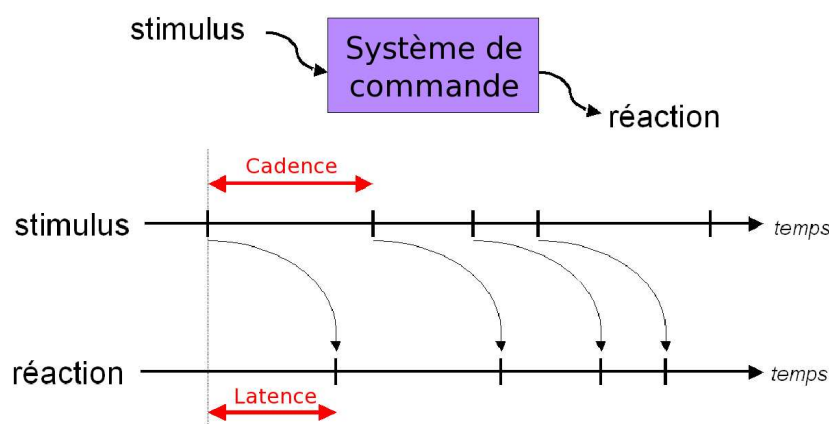 stimulus
Système de
commande
réaction
Cadence
stimulus
temps
réaction
temps
Latence